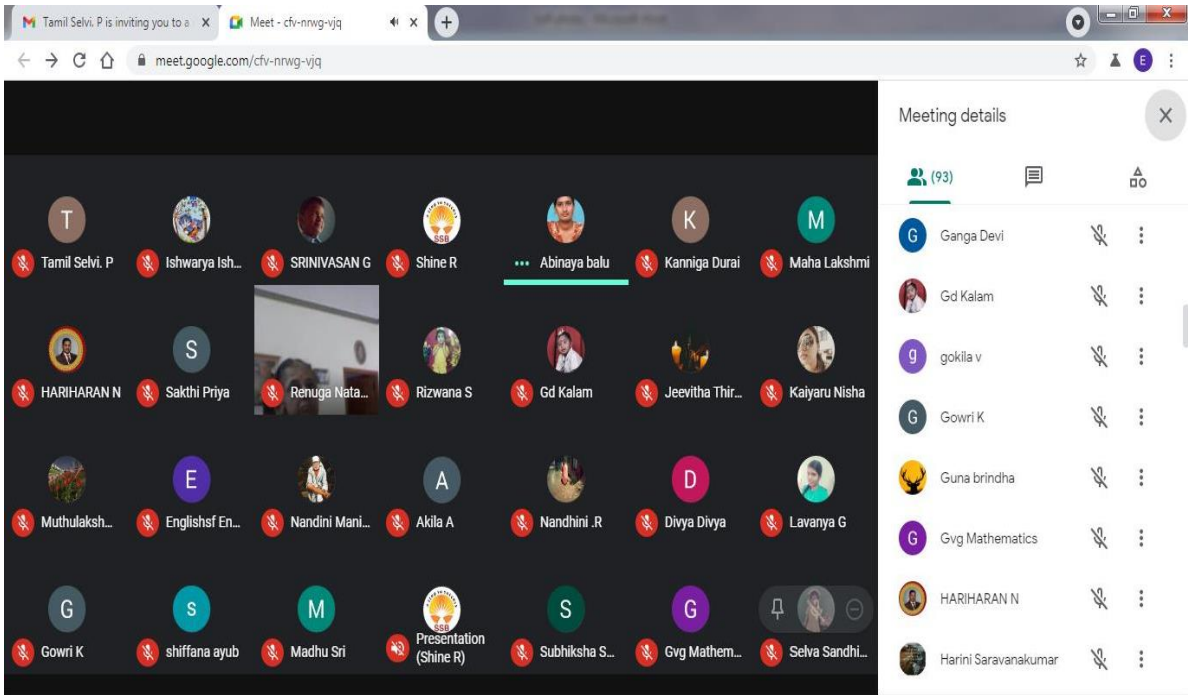 Tamil Selvi. P is inviting you to a
Meet - cfv-nrwg-vjq
meet.google.com/cfv-nrwg-vjq
E
Meeting details
(93)
T
Tamil Selvi. P
Ishwarya Ish...
SRINIVASAN G
SSB
Shine R
Abinaya balu
K
Kanniga Durai
M
Maha Lakshmi
HARIHARAN N
S
Sakthi Priya
Renuga Nata...
Rizwana S
Gd Kalam
Jeevitha Thir...
Kaiyaru Nisha
Muthulaksh...
E
Englishsf En...
Nandini Mani...
A
Akila A
Nandhini .R
D
Divya Divya
Lavanya G
G
Gowri K
s
shiffana ayub
M
Madhu Sri
SSB
Presentation
(Shine R)
S
Subhiksha S...
G
Gvg Mathem...
Selva Sandhi...
G
Ganga Devi
Gd Kalam
g
gokila v
G
Gowri K
Guna brindha
G
Gvg Mathematics
HARIHARAN N
Harini Saravanakumar